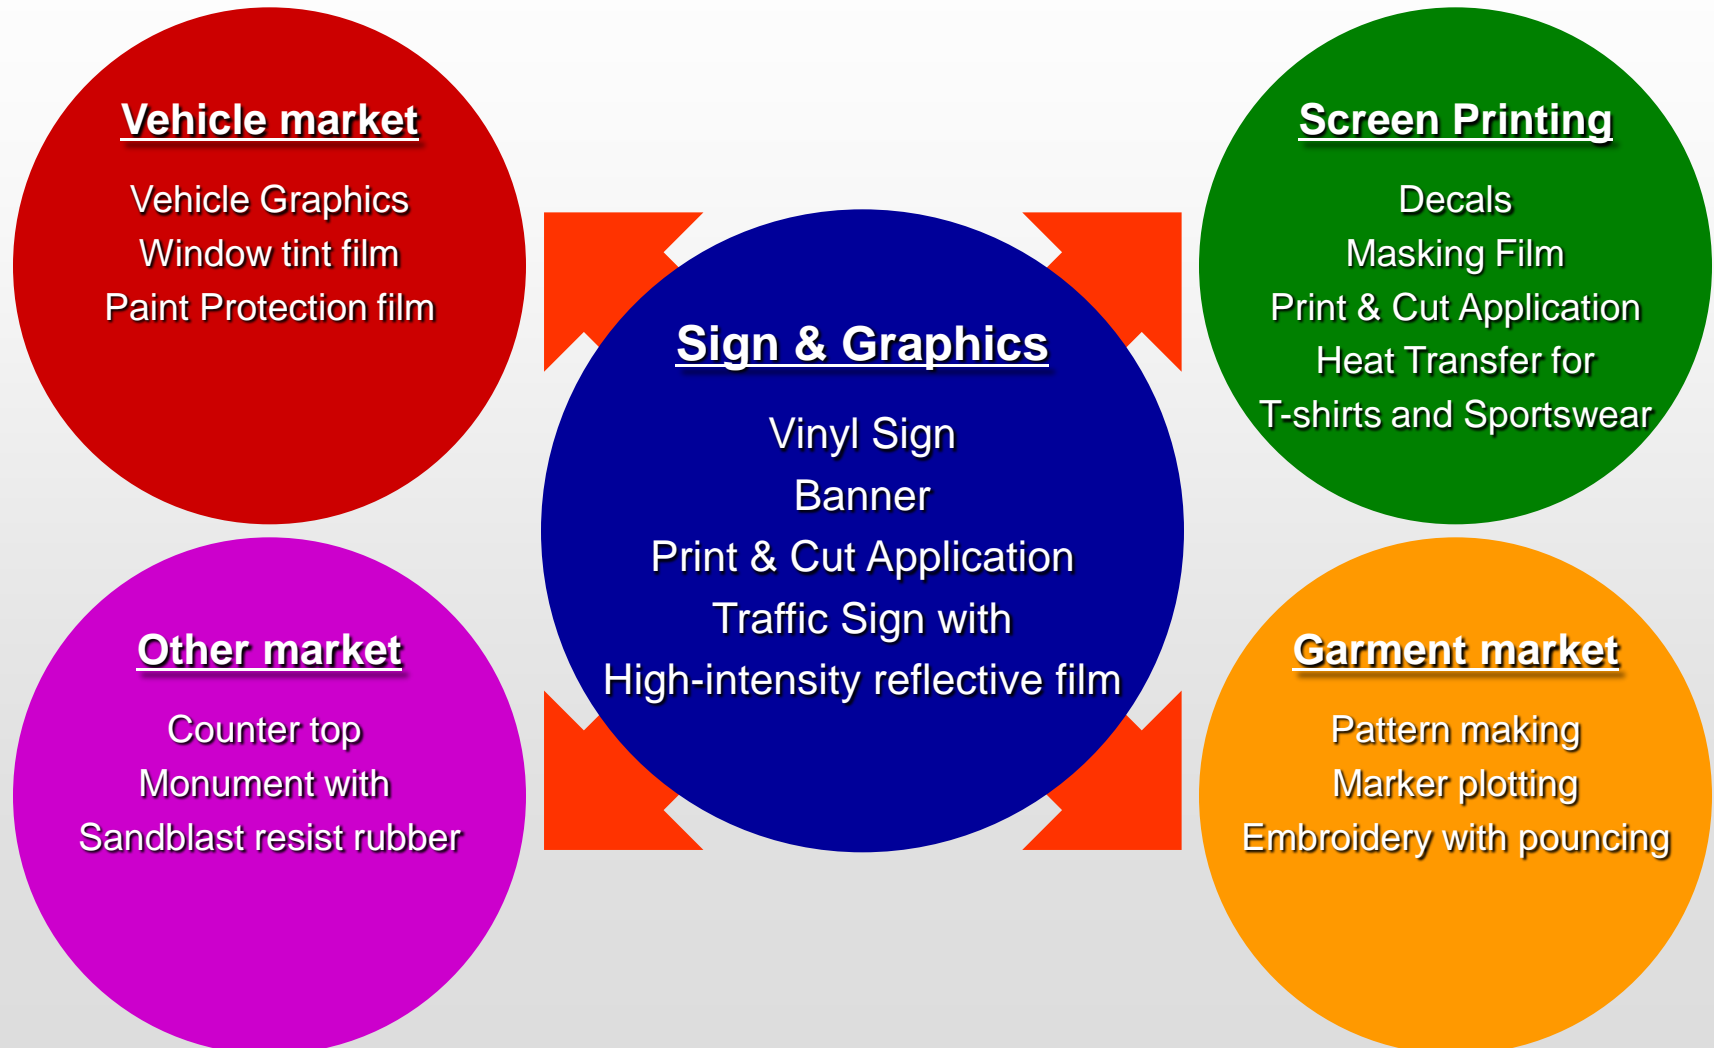 Vehicle market
Vehicle Graphics
Window tint film
Paint Protection film
Screen Printing
Decals
Masking Film
Print & Cut Application
Heat Transfer for
T-shirts and Sportswear
Sign & Graphics
Vinyl Sign
Banner
Print & Cut Application
Traffic Sign with
High-intensity reflective film
Other market
Counter top
Monument with
Sandblast resist rubber
Garment market
Pattern making
Marker plotting
Embroidery with pouncing